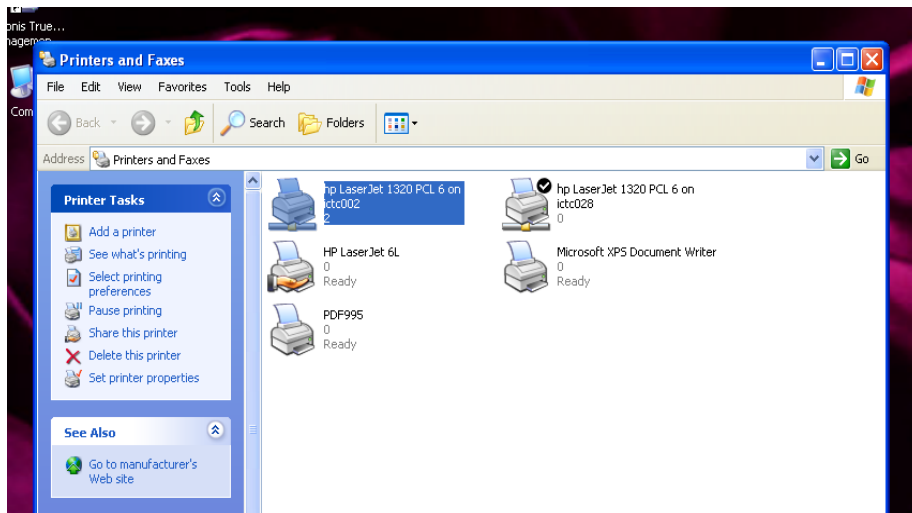 onis True...
nagemen...
Com
Printers and Faxes
File Edit View Favorites Tools Help
Back Search Folders
Address Printers and Faxes Go
Printer Tasks
Add a printer
See what's printing
Select printing
preferences
Pause printing
Share this printer
Delete this printer
Set printer properties
See Also
Go to manufacturer's
Web site
hp LaserJet 1320 PCL 6 on
ictc002
2
hp LaserJet 1320 PCL 6 on
ictc028
0
HP LaserJet 6L
0
Ready
Microsoft XPS Document Writer
0
Ready
PDF995
0
Ready